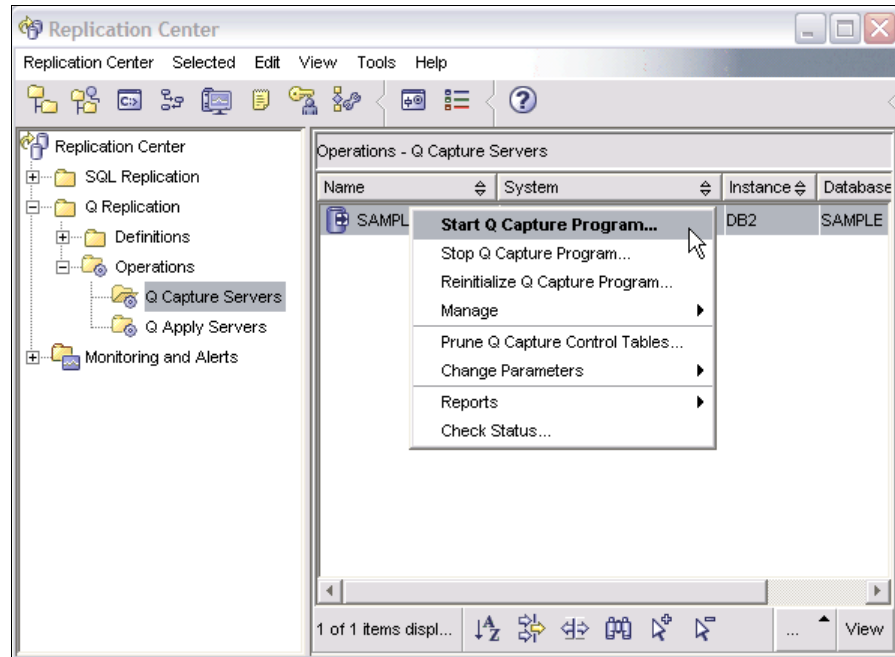 Replication Center
Replication Center Selected Edit View Tools Help
Replication Center
SQL Replication
Q Replication
Definitions
Operations
Q Capture Servers
Q Apply Servers
Monitoring and Alerts
Operations - Q Capture Servers
Name System Instance Database
SAMPL DB2 SAMPLE
Start Q Capture Program...
Stop Q Capture Program...
Reinitialize Q Capture Program...
Manage
Prune Q Capture Control Tables...
Change Parameters
Reports
Check Status...
1 of 1 items displ... ... View